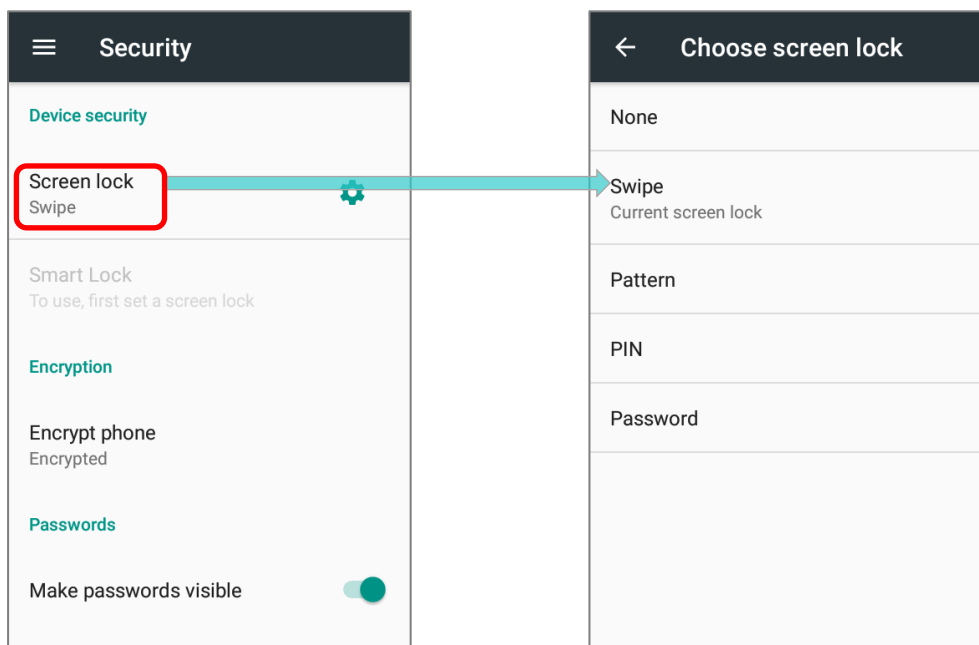 Security
Device security
Screen lock
Swipe
Smart Lock
To use, first set a screen lock
Encryption
Encrypt phone
Encrypted
Passwords
Make passwords visible
Choose screen lock
None
Swipe
Current screen lock
Pattern
PIN
Password